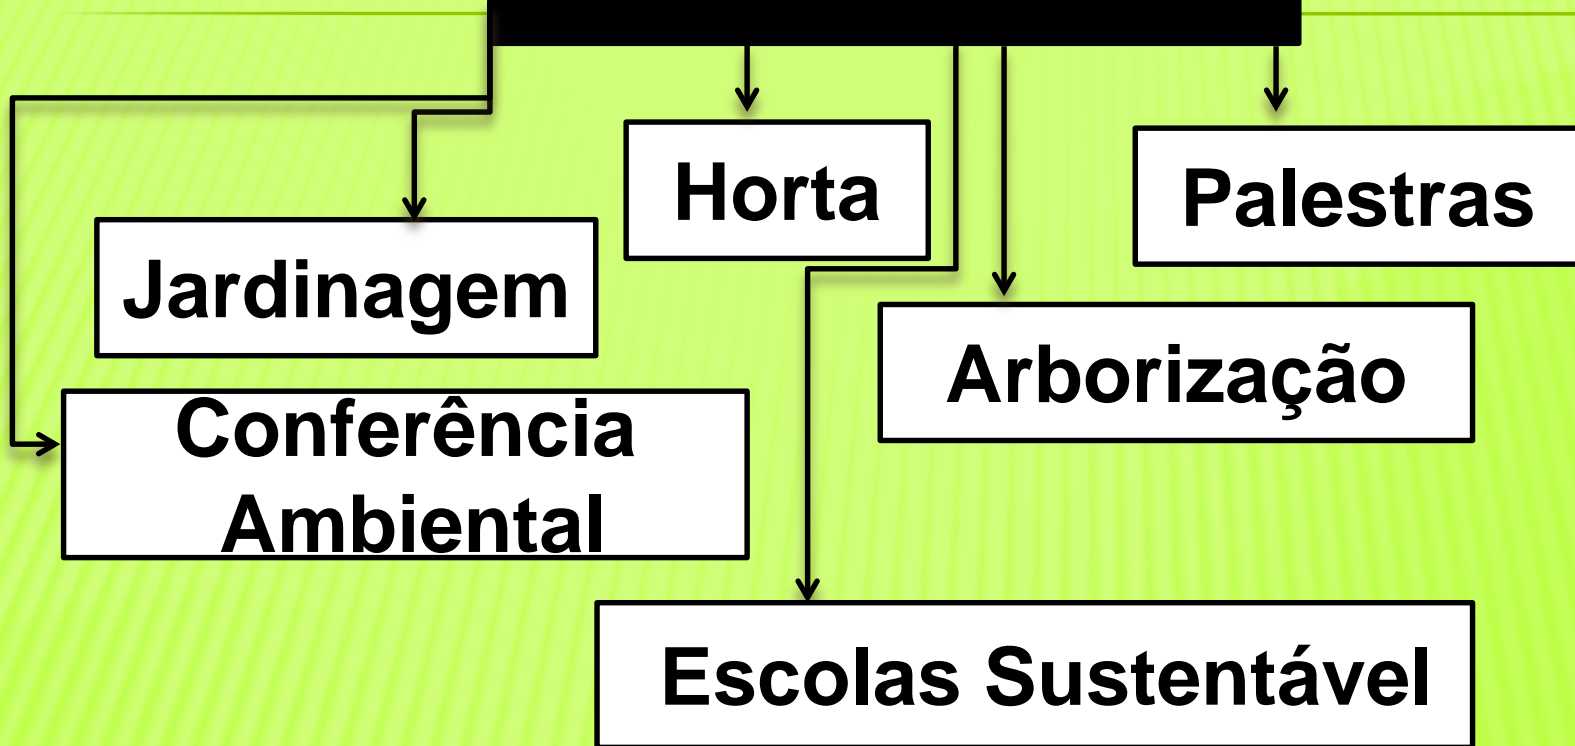 Horta
Palestras
Jardinagem
Arborização
Conferência
Ambiental
Escolas Sustentável